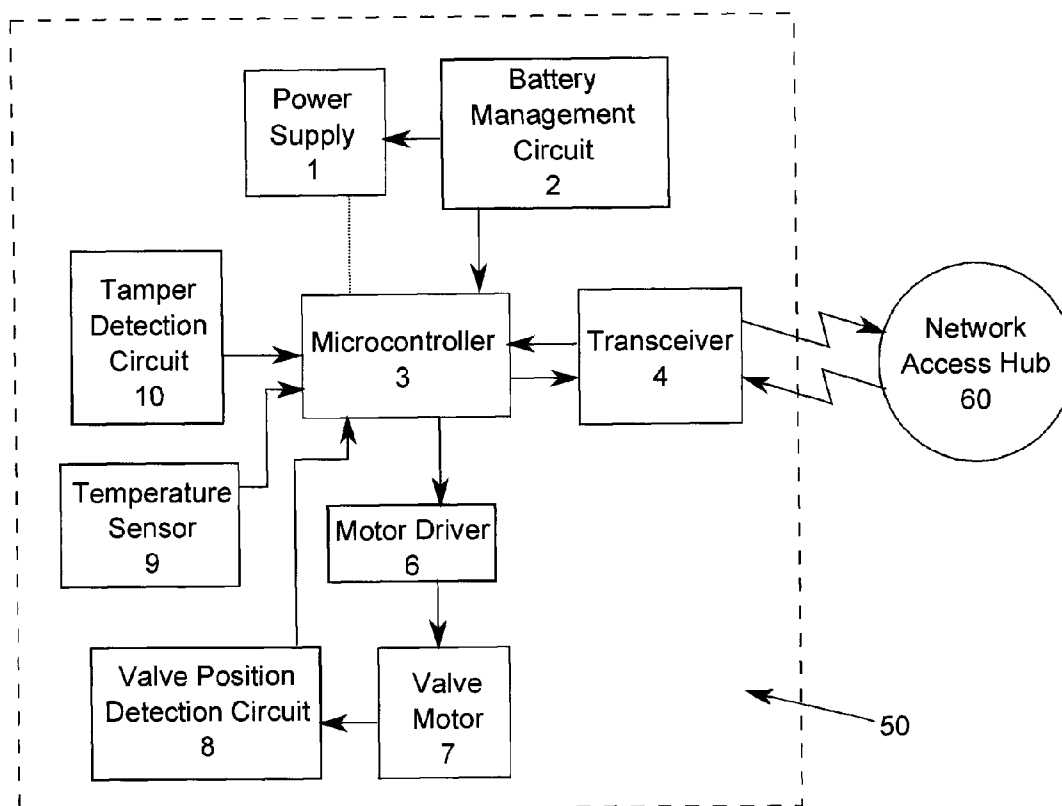 Power
Supply
1
Battery
Management
Circuit
2
Tamper
Detection
Circuit
10
Microcontroller
3
Transceiver
4
Network
Access Hub
60
Temperature
Sensor
9
Motor Driver
6
Valve Position
Detection Circuit
8
Valve
Motor
7
50